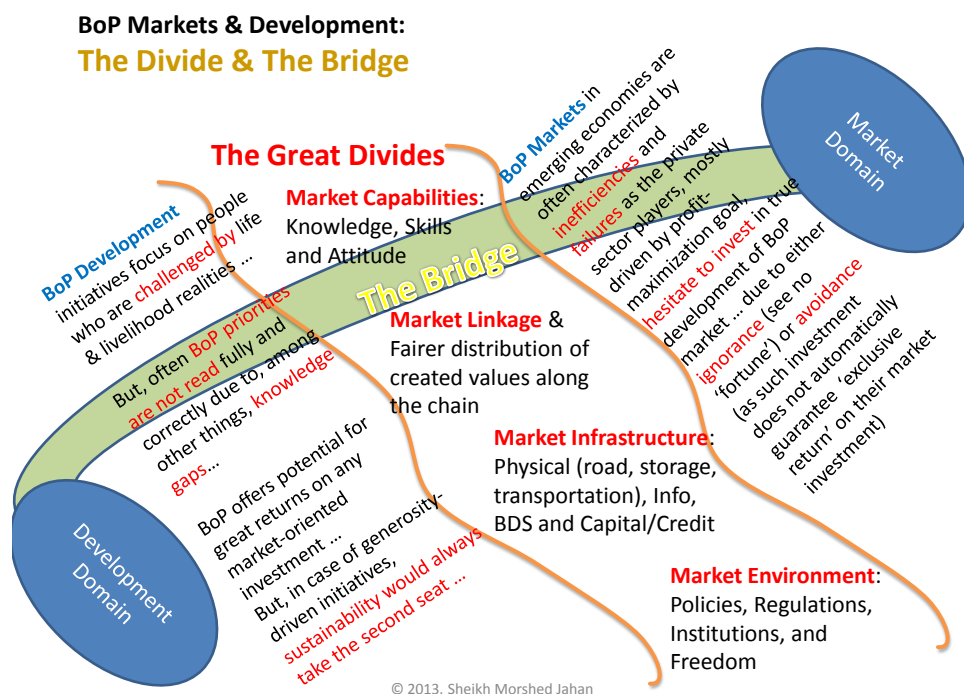 BoP Markets & Development:
The Divide & The Bridge
The Great Divides
BoP Development
initiatives focus on people
who are challenged by life
& livelihood realities ...
But, often BoP priorities
are not read fully and
correctly due to, among
other things, knowledge
gaps...
BoP offers potential for
great returns on any
market-oriented
investment ...
But, in case of generosity-
driven initiatives,
sustainability would always
take the second seat ...
Development
Domain
Market Capabilities:
Knowledge, Skills
and Attitude
The Bridge
Market Linkage &
Fairer distribution of
created values along
the chain
Market Infrastructure:
Physical (road, storage,
transportation), Info,
BDS and Capital/Credit
Market Environment:
Policies, Regulations,
Institutions, and
Freedom
BoP Markets in
emerging economies are
often characterized by
inefficiencies and
failures as the private
sector players, mostly
driven by profit-
maximization goal,
hesitate to invest in true
development of BoP
market ... due to either
ignorance (see no
‘fortune’) or avoidance
(as such investment
does not automatically
guarantee ‘exclusive
return’ on their market
investment)
Market
Domain
© 2013. Sheikh Morshed Jahan